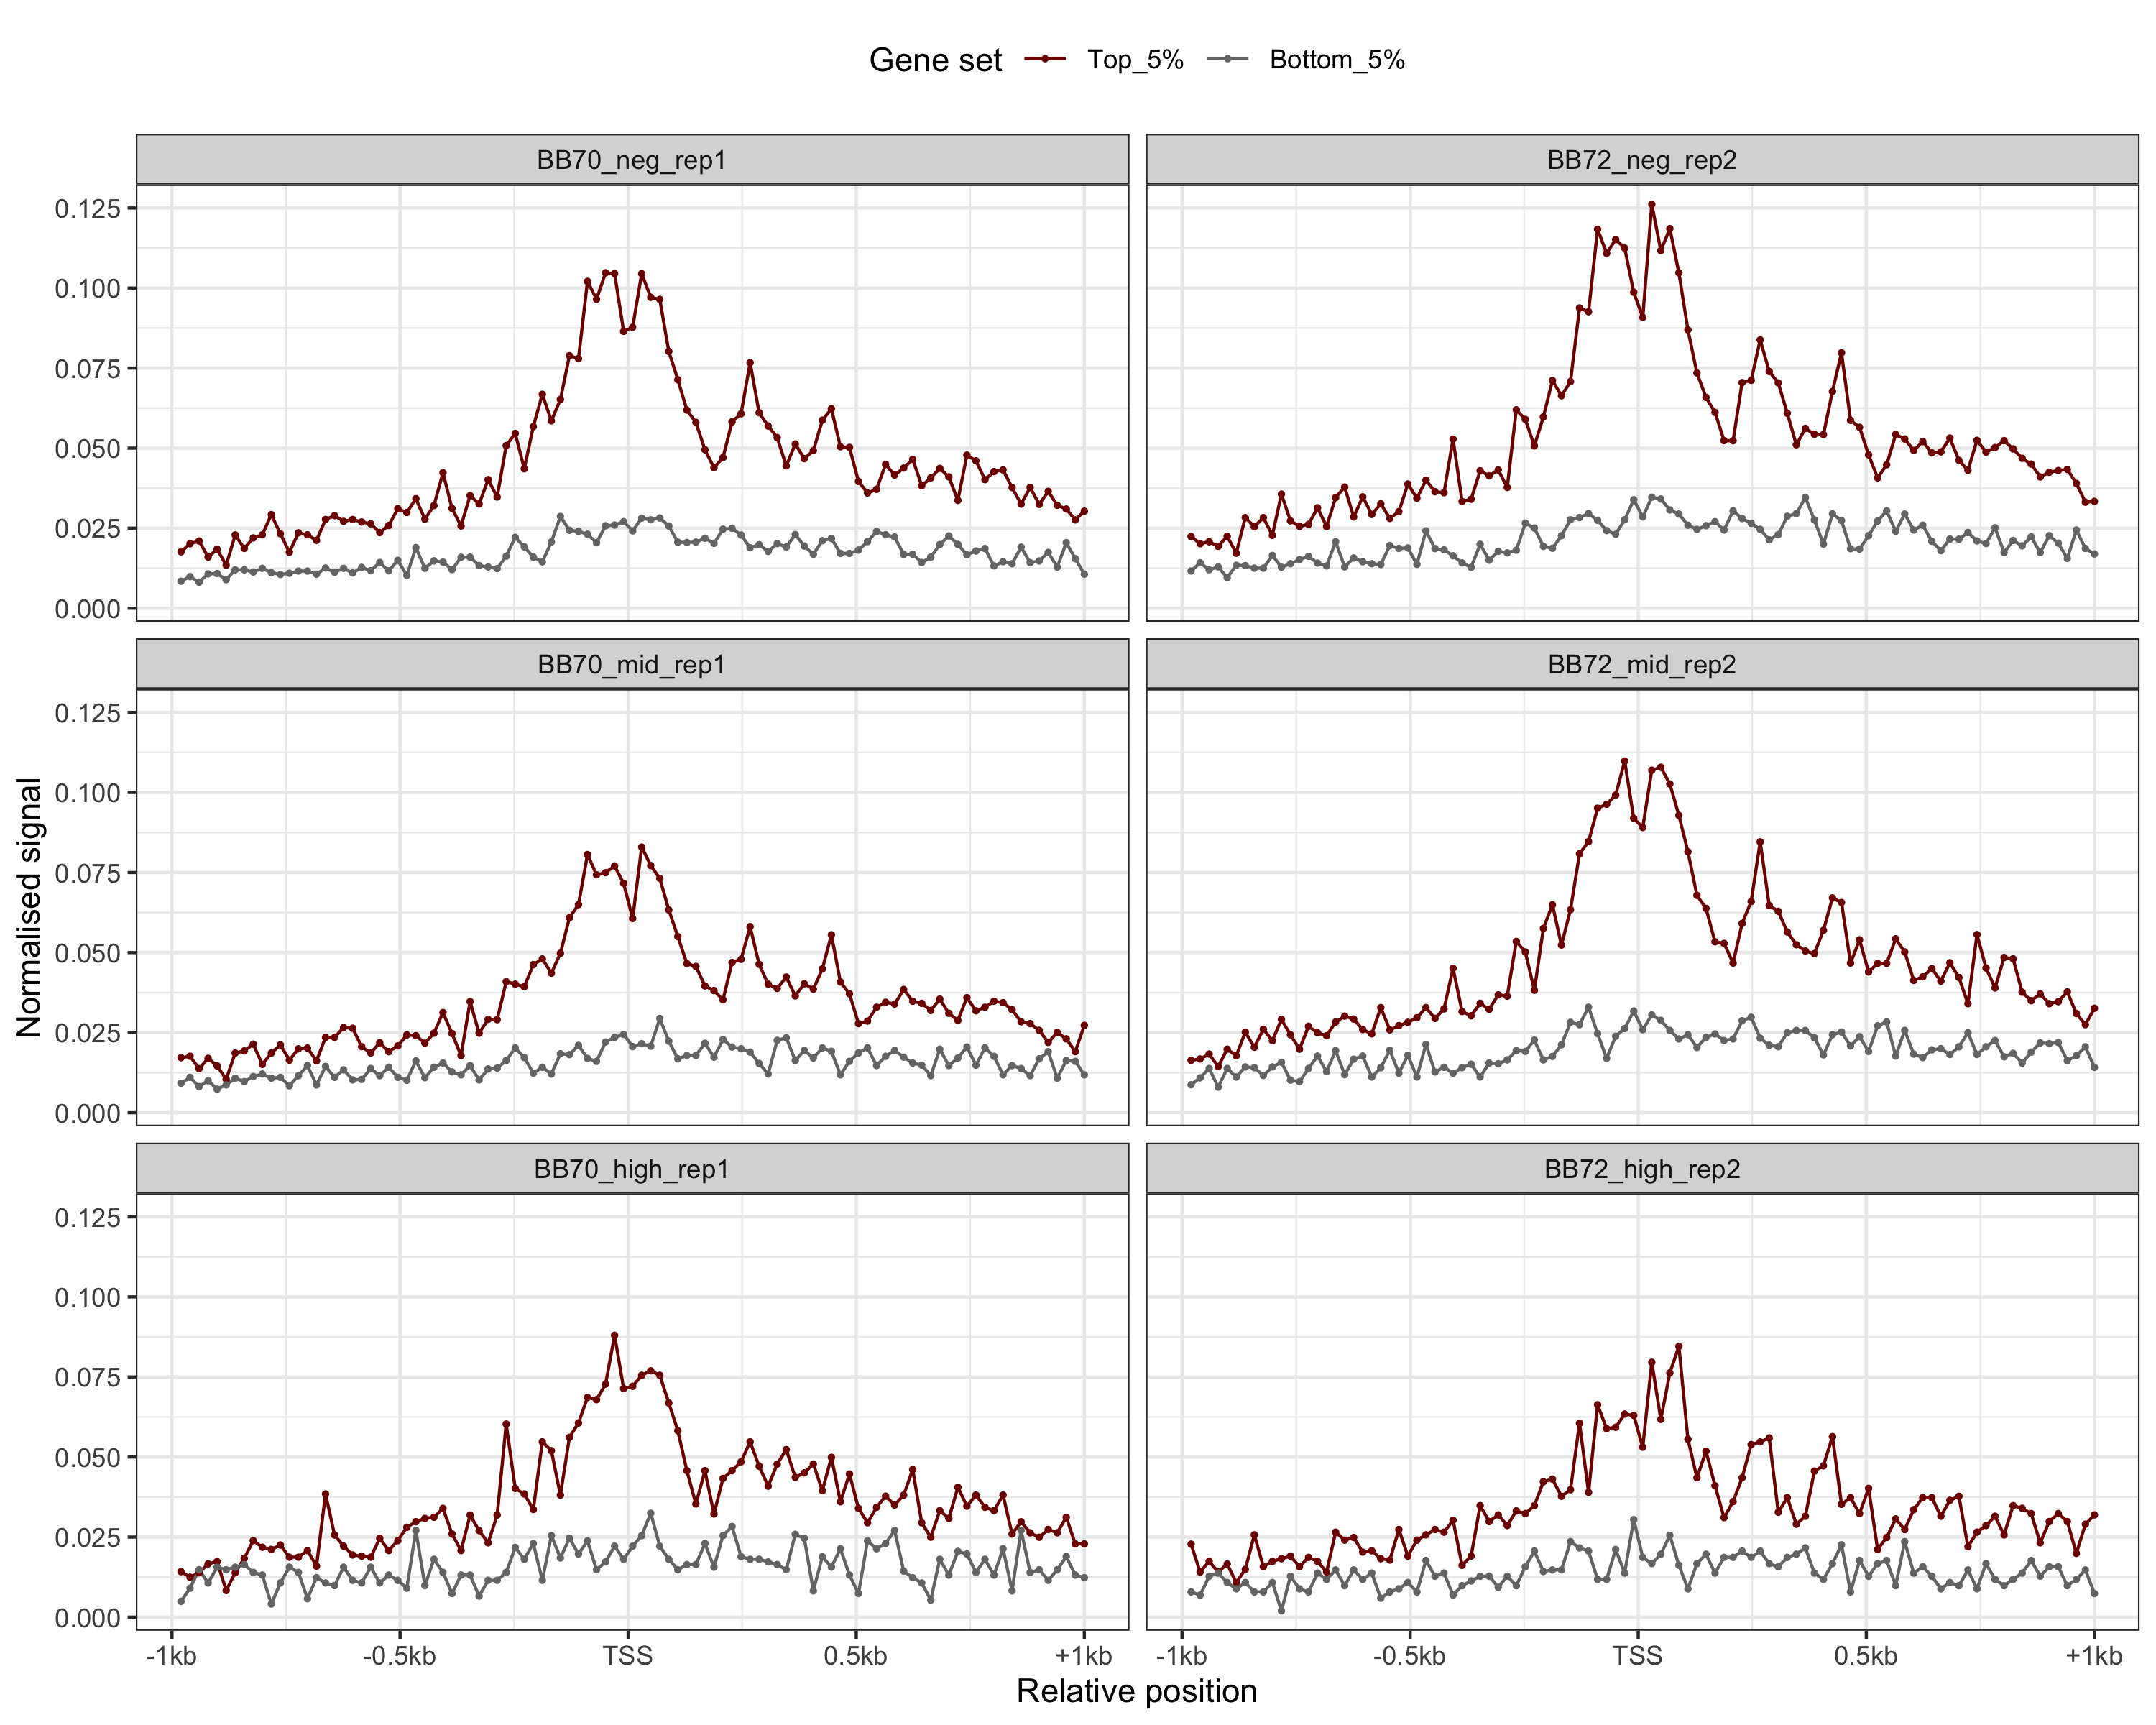 Gene set Top_5% Bottom_5%
BB70_neg_rep1 BB72_neg_rep2
0.125
0.100
0.075
0.050
0.025
0.000
BB70_mid_rep1 BB72_mid_rep2
0.125
0.100
0.075
0.050
0.025
0.000
Normalised signal
BB70_high_rep1 BB72_high_rep2
0.125
0.100
0.075
0.050
0.025
0.000
-1kb -0.5kb TSS 0.5kb +1kb -1kb -0.5kb TSS 0.5kb +1kb
Relative position